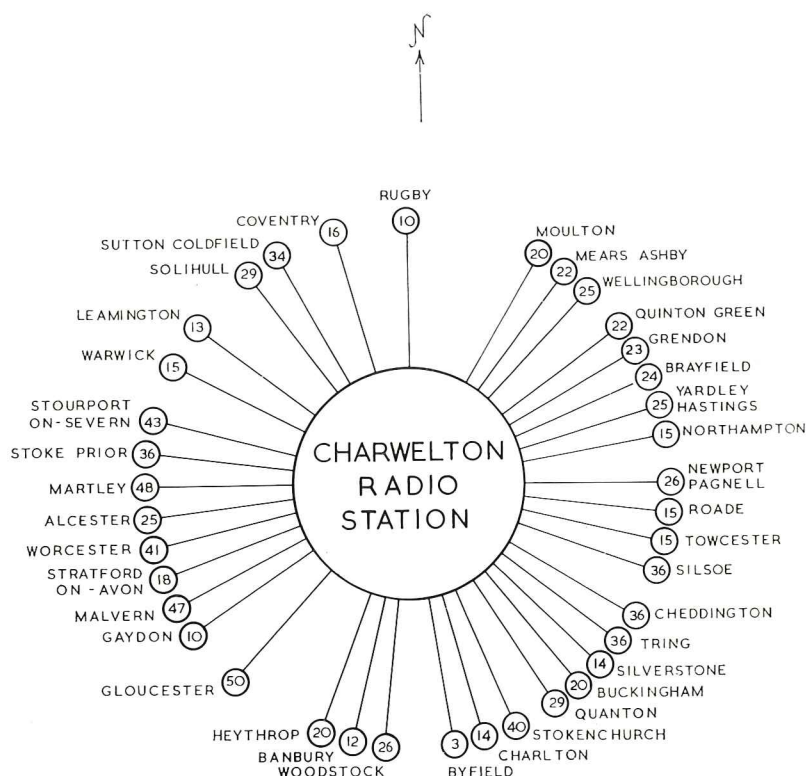 N
RUGBY
10
MOULTON
20
MEARS ASHBY
22
WELLINGBOROUGH
25
QUINTON GREEN
22
GRENDON
23
BRAYFIELD
24
YARDLEY
HASTINGS
25
NORTHAMPTON
15
NEWPORT
PAGNELL
26
ROADE
15
TOWCESTER
15
SILSOE
36
CHEDDINGTON
36
TRING
36
SILVERSTONE
14
BUCKINGHAM
20
QUANTON
29
STOKENCHURCH
40
CHARLTON
14
BYFIELD
3
WOODSTOCK
26
BANBURY
12
HEYTHROP
20
GLOUCESTER
50
GAYDON
10
MALVERN
47
STRATFORD
ON-AVON
18
WORCESTER
41
ALCESTER
25
MARTLEY
48
STOKE PRIOR
36
STOURPORT
ON-SEVERN
43
WARWICK
15
LEAMINGTON
13
SOLIHULL
29
SUTTON COLDFIELD
34
COVENTRY
16
CHARWELTON
RADIO
STATION